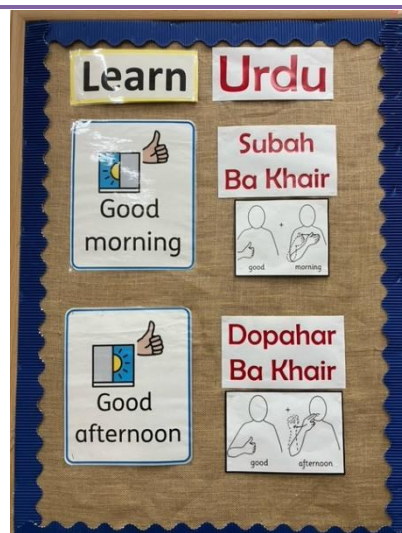 Learn Urdu
Good
morning
Subah
Ba Khair
good morning
Good
afternoon
Dopahar
Ba Khair
good afternoon